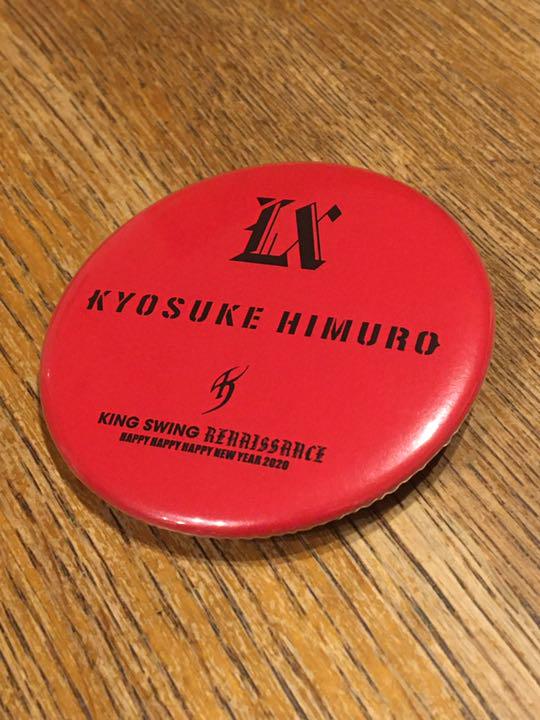 LX
KYOSUKE HIMURO
KING SWING RENAISSANCE
HAPPY HAPPY HAPPY NEW YEAR 2020